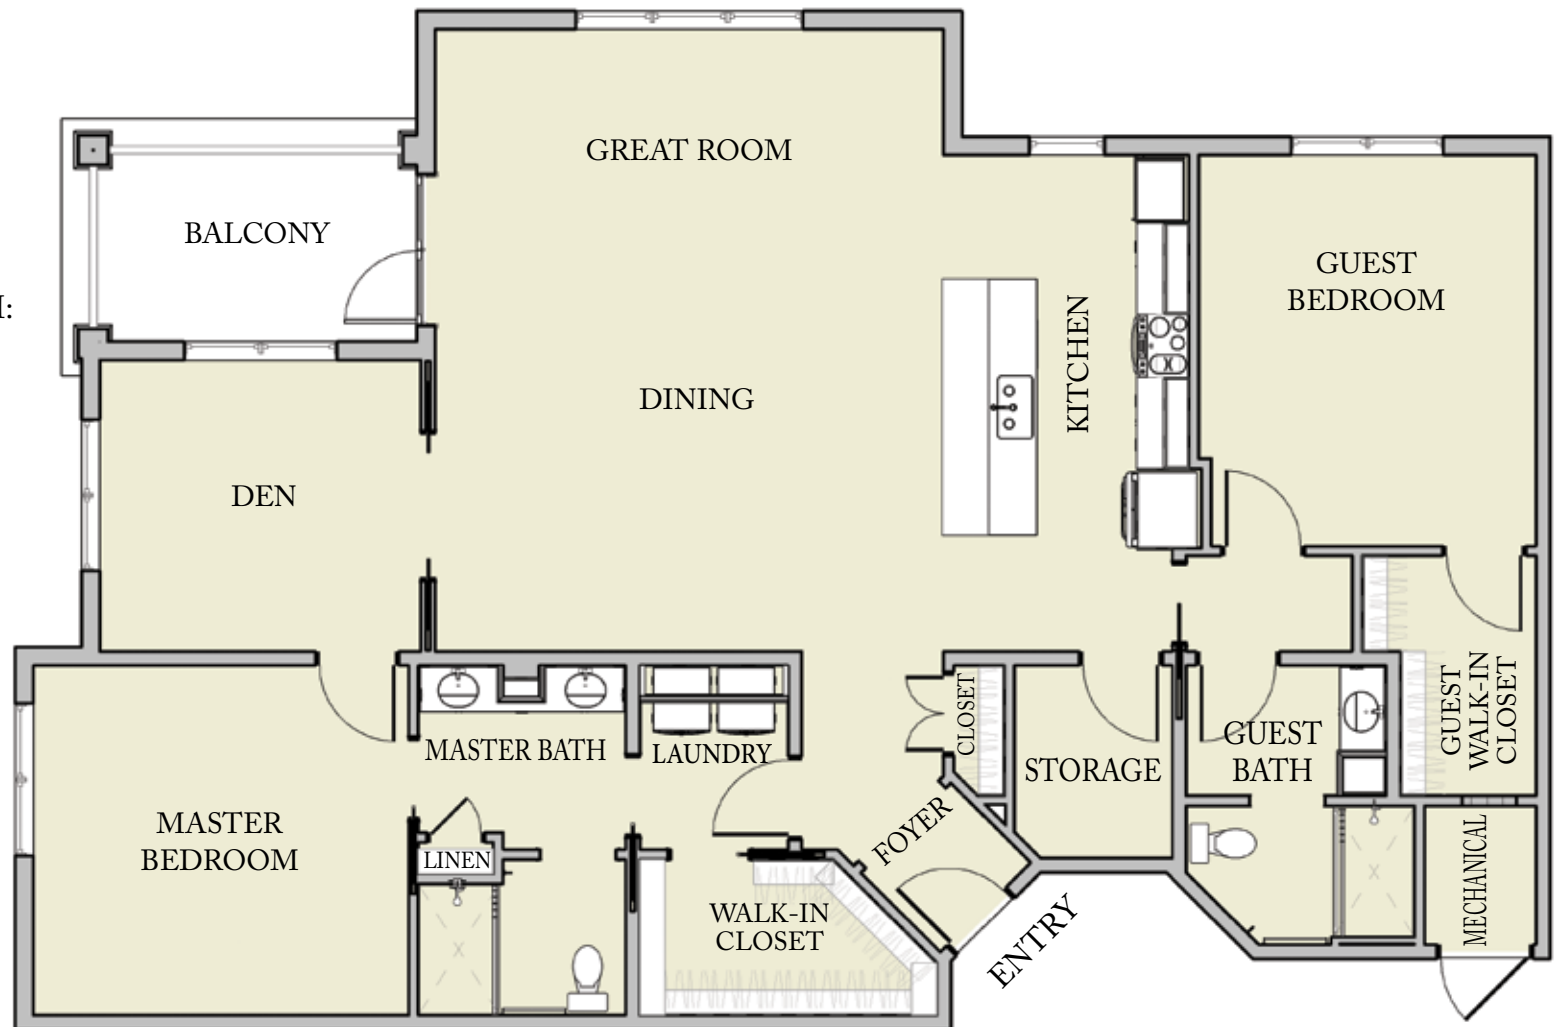 GREAT ROOM
BALCONY
GUEST
BEDROOM
:
KITCHEN
DINING
DEN
CLOSET
GUEST
WALK-IN
CLOSET
MASTER BATH
LAUNDRY
STORAGE
GUEST
BATH
MASTER
BEDROOM
LINEN
FOYER
MECHANICAL
WALK-IN
CLOSET
ENTRY